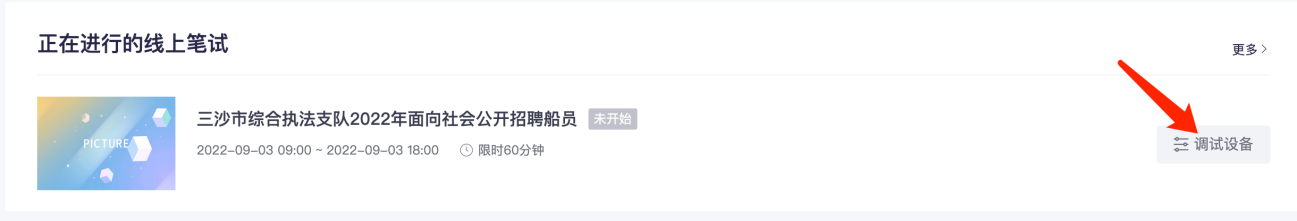 正在进行的线上笔试
更多 >
PICTURE
三沙市综合执法支队2022年面向社会公开招聘船员 未开始
2022-09-03 09:00 ~ 2022-09-03 18:00 限时60分钟
调试设备